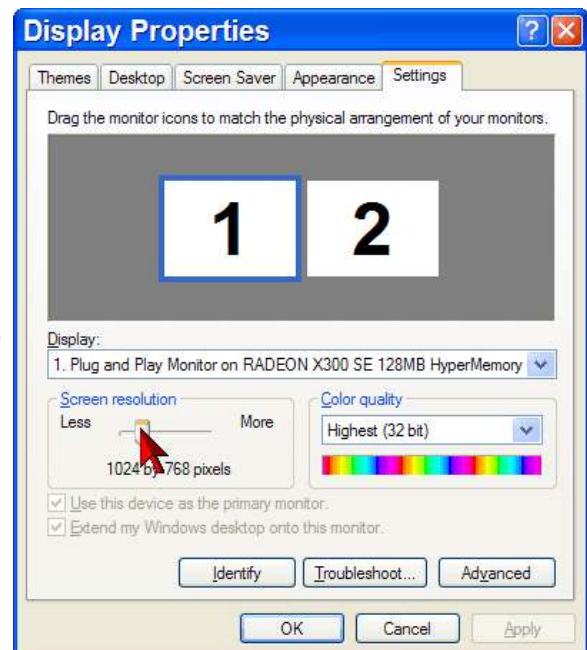 Display Properties
?
Themes Desktop Screen Saver Appearance Settings
Drag the monitor icons to match the physical arrangement of your monitors.
1 2
Display:
1. Plug and Play Monitor on RADEON X300 SE 128MB HyperMemory
Screen resolution Color quality
Less More Highest (32 bit)
1024 by 768 pixels
Use this device as the primary monitor.
Extend my Windows desktop onto this monitor.
Identify Troubleshoot... Advanced
OK Cancel Apply